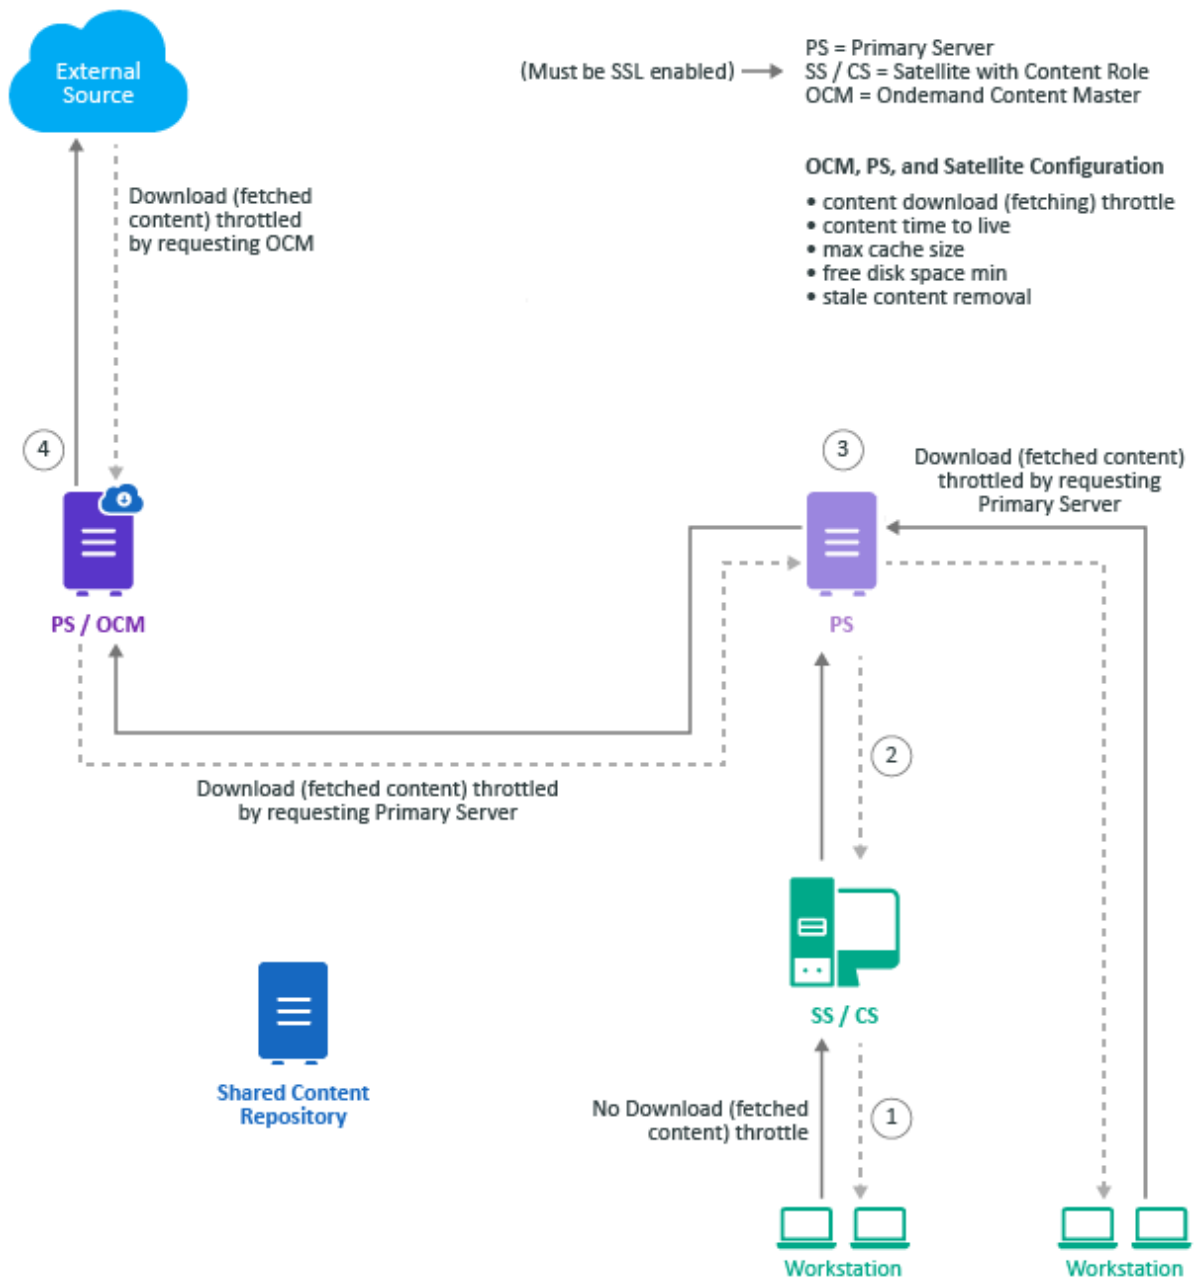 External
Source
(Must be SSL enabled)
PS = Primary Server
SS / CS = Satellite with Content Role
OCM = Ondemand Content Master
OCM, PS, and Satellite Configuration
• content download (fetching) throttle
• content time to live
• max cache size
• free disk space min
• stale content removal
Download (fetched
content) throttled
by requesting OCM
4
3
Download (fetched content)
throttled by requesting
Primary Server
PS / OCM
PS
2
Download (fetched content) throttled
by requesting Primary Server
SS / CS
Shared Content
Repository
No Download (fetched
content) throttle
1
Workstation
Workstation